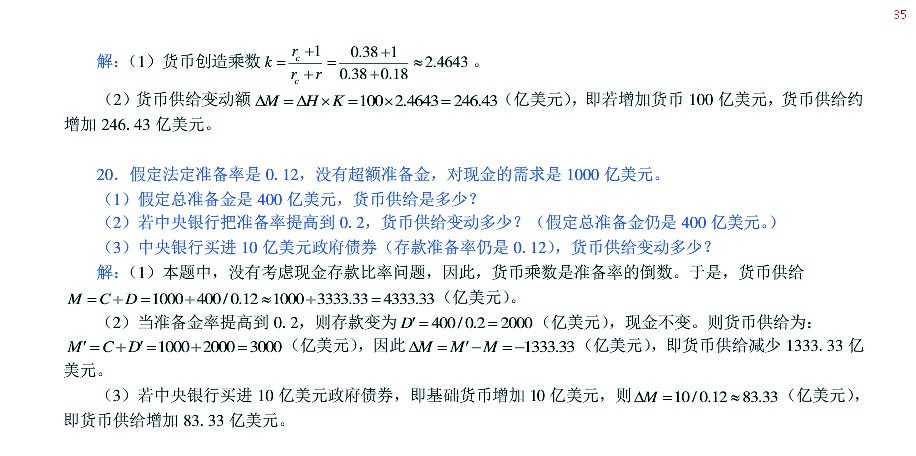 35
解：（1）货币创造乘数 k = (r_c + 1)/(r_c + r) = (0.38+1)/(0.38+0.18) ≈ 2.4643 。
（2）货币供给变动额 ΔM = ΔH × K = 100 × 2.4643 = 246.43（亿美元），即若增加货币 100 亿美元，货币供给约
增加 246.43 亿美元。
20．假定法定准备率是 0.12，没有超额准备金，对现金的需求是 1000 亿美元。
（1）假定总准备金是 400 亿美元，货币供给是多少？
（2）若中央银行把准备率提高到 0.2，货币供给变动多少？（假定总准备金仍是 400 亿美元。）
（3）中央银行买进 10 亿美元政府债券（存款准备率仍是 0.12），货币供给变动多少？
解：（1）本题中，没有考虑现金存款比率问题，因此，货币乘数是准备率的倒数。于是，货币供给
M = C + D = 1000 + 400 / 0.12 ≈ 1000 + 3333.33 = 4333.33（亿美元）。
（2）当准备金率提高到 0.2，则存款变为 D′ = 400 / 0.2 = 2000（亿美元），现金不变。则货币供给为：
M′ = C + D′ = 1000 + 2000 = 3000（亿美元），因此 ΔM = M′ − M = −1333.33（亿美元），即货币供给减少 1333.33 亿
美元。
（3）若中央银行买进 10 亿美元政府债券，即基础货币增加 10 亿美元，则 ΔM = 10 / 0.12 ≈ 83.33（亿美元），
即货币供给增加 83.33 亿美元。